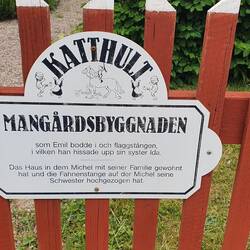 KATTHULT
MANGÅRDSBYGGNADEN
som Emil bodde i och flaggstången,
i vilken han hissade upp sin syster Ida.
Das Haus in dem Michel mit seiner Familie gewohnt
hat und die Fahnenstange auf der Michel seine
Schwester hochgezogen hat.